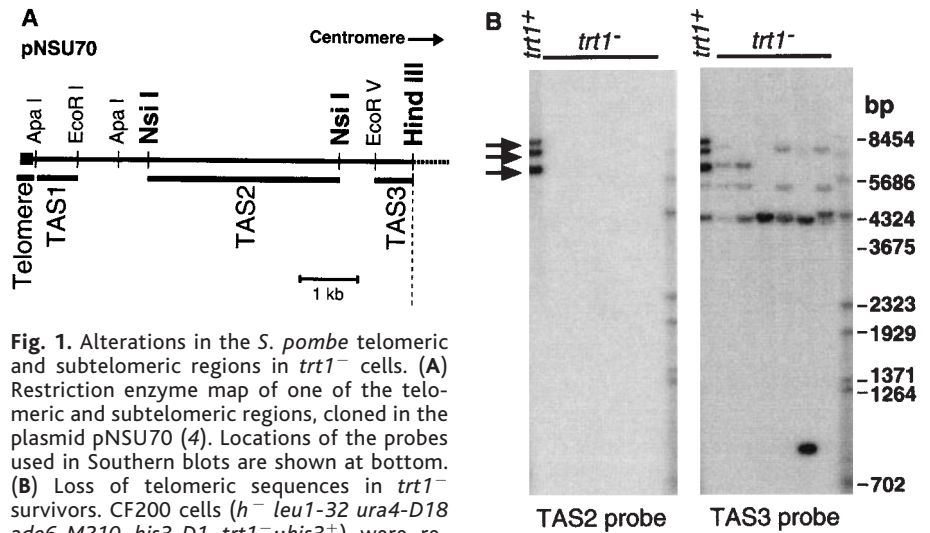 A
pNSU70
Centromere
Apa I
EcoR I
Apa I
Nsi I
Nsi I
EcoR V
Hind III
Telomere
TAS1
TAS2
TAS3
1 kb
Fig. 1. Alterations in the S. pombe telomeric
and subtelomeric regions in trt1− cells. (A)
Restriction enzyme map of one of the telo-
meric and subtelomeric regions, cloned in the
plasmid pNSU70 (4). Locations of the probes
used in Southern blots are shown at bottom.
(B) Loss of telomeric sequences in trt1−
survivors. CF200 cells (h− leu1-32 ura4-D18
B
trt1+
trt1-
trt1+
trt1-
bp
-8454
-5686
-4324
-3675
-2323
-1929
-1371
-1264
-702
TAS2 probe
TAS3 probe